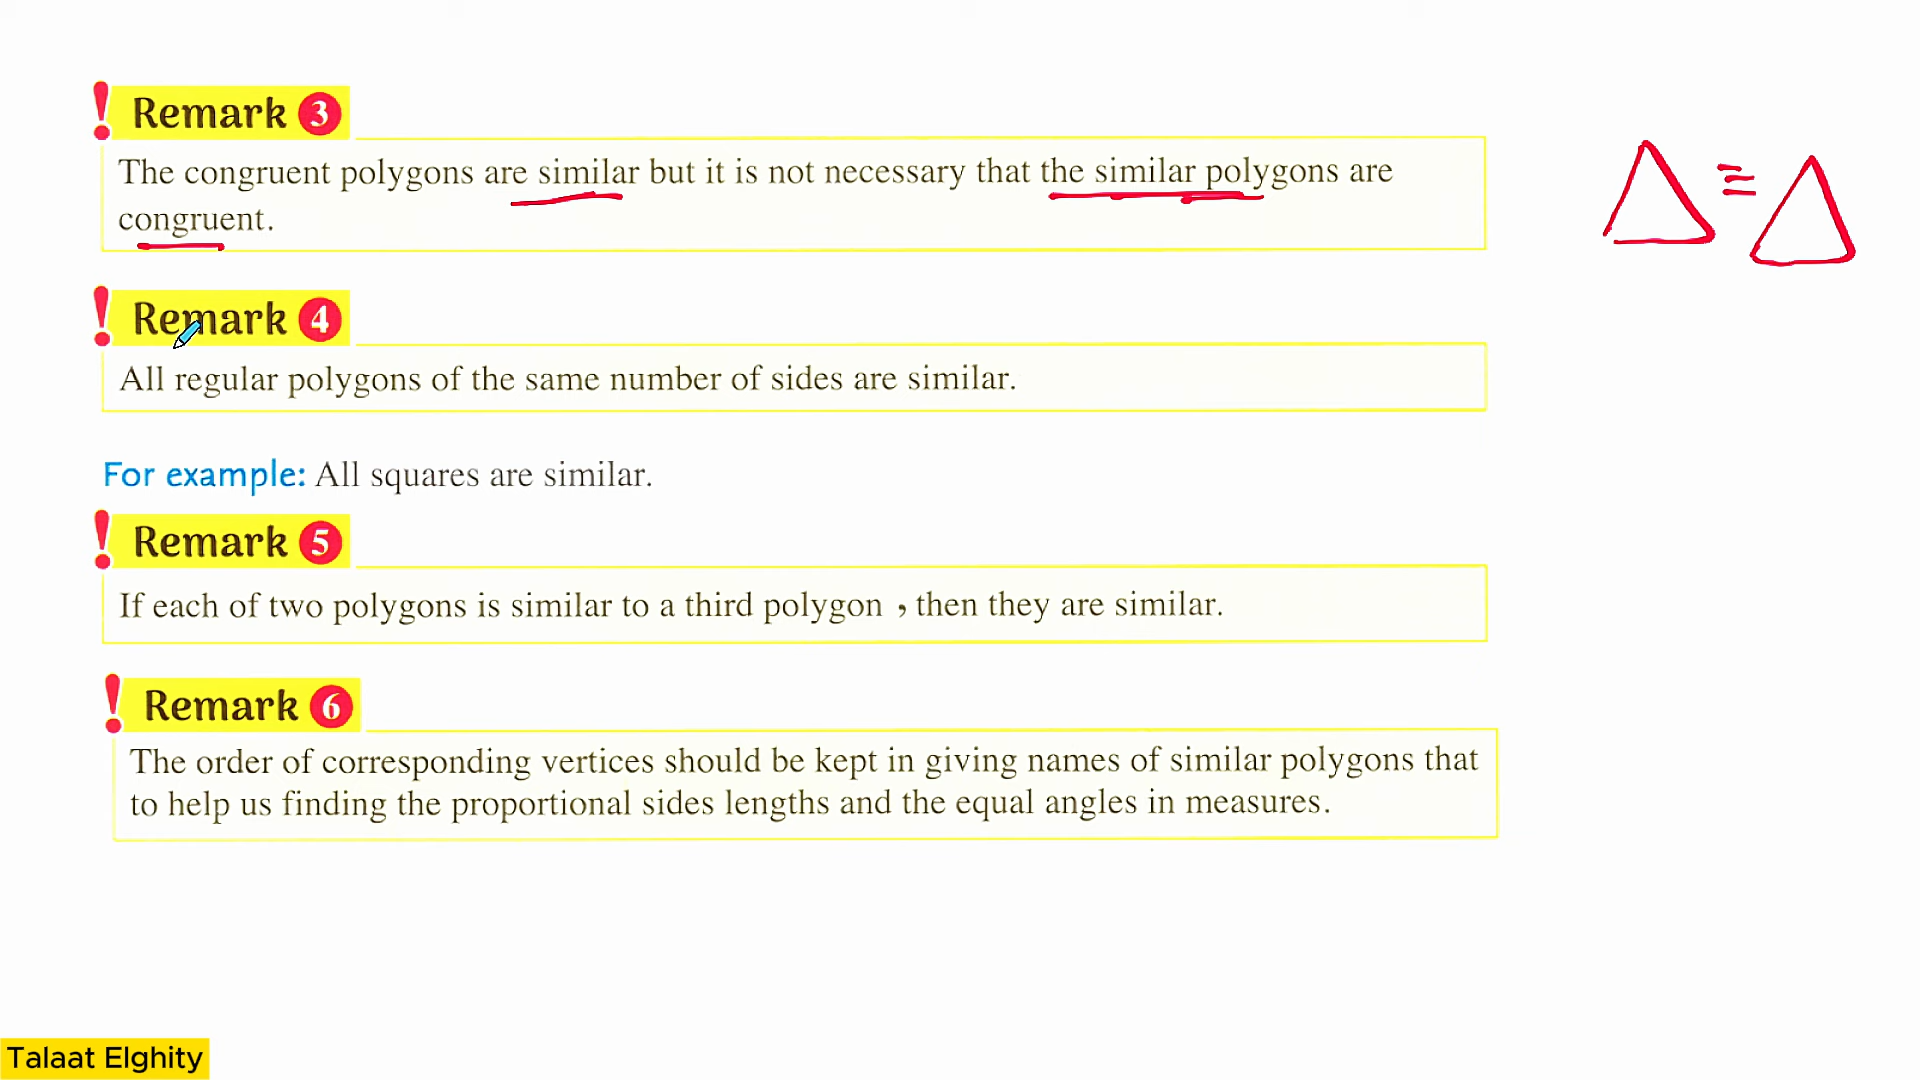 ! Remark 3
The congruent polygons are similar but it is not necessary that the similar polygons are
congruent.
≡
! Remark 4
All regular polygons of the same number of sides are similar.
For example: All squares are similar.
! Remark 5
If each of two polygons is similar to a third polygon , then they are similar.
! Remark 6
The order of corresponding vertices should be kept in giving names of similar polygons that
to help us finding the proportional sides lengths and the equal angles in measures.
Talaat Elghity